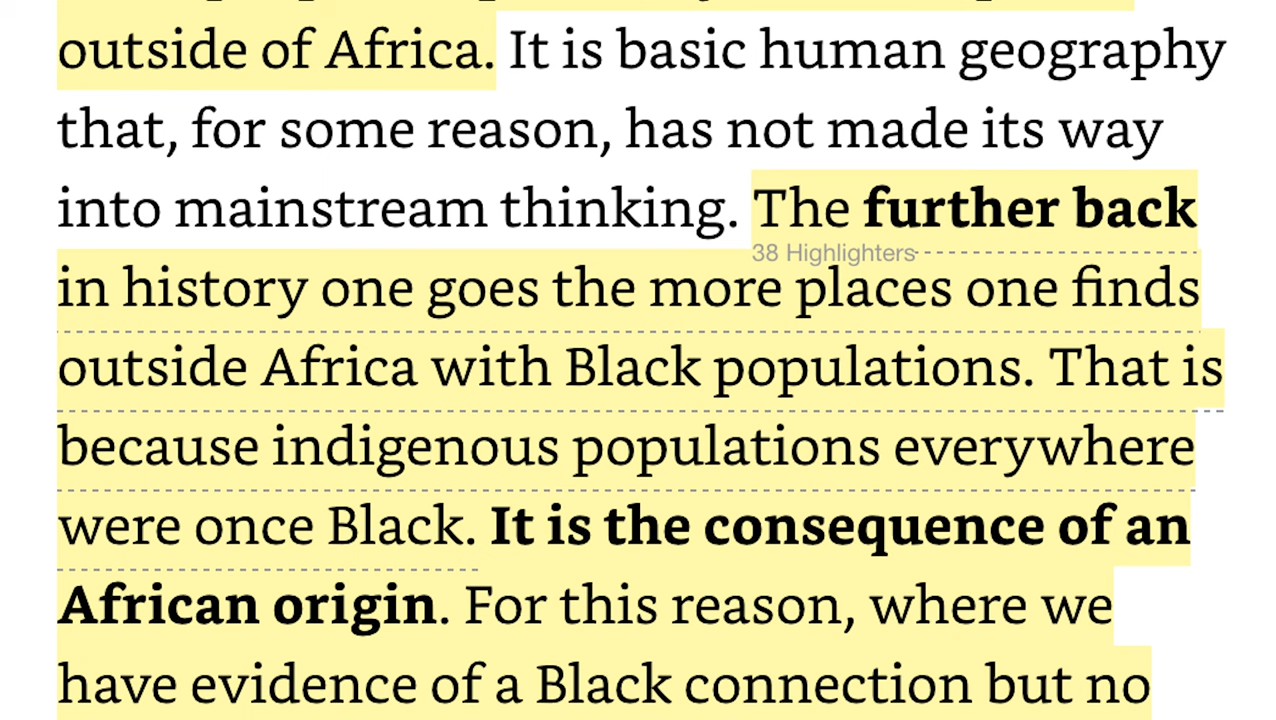 outside of Africa. It is basic human geography
that, for some reason, has not made its way
into mainstream thinking. The further back
38 Highlighters
in history one goes the more places one finds
outside Africa with Black populations. That is
because indigenous populations everywhere
were once Black. It is the consequence of an
African origin. For this reason, where we
have evidence of a Black connection but no